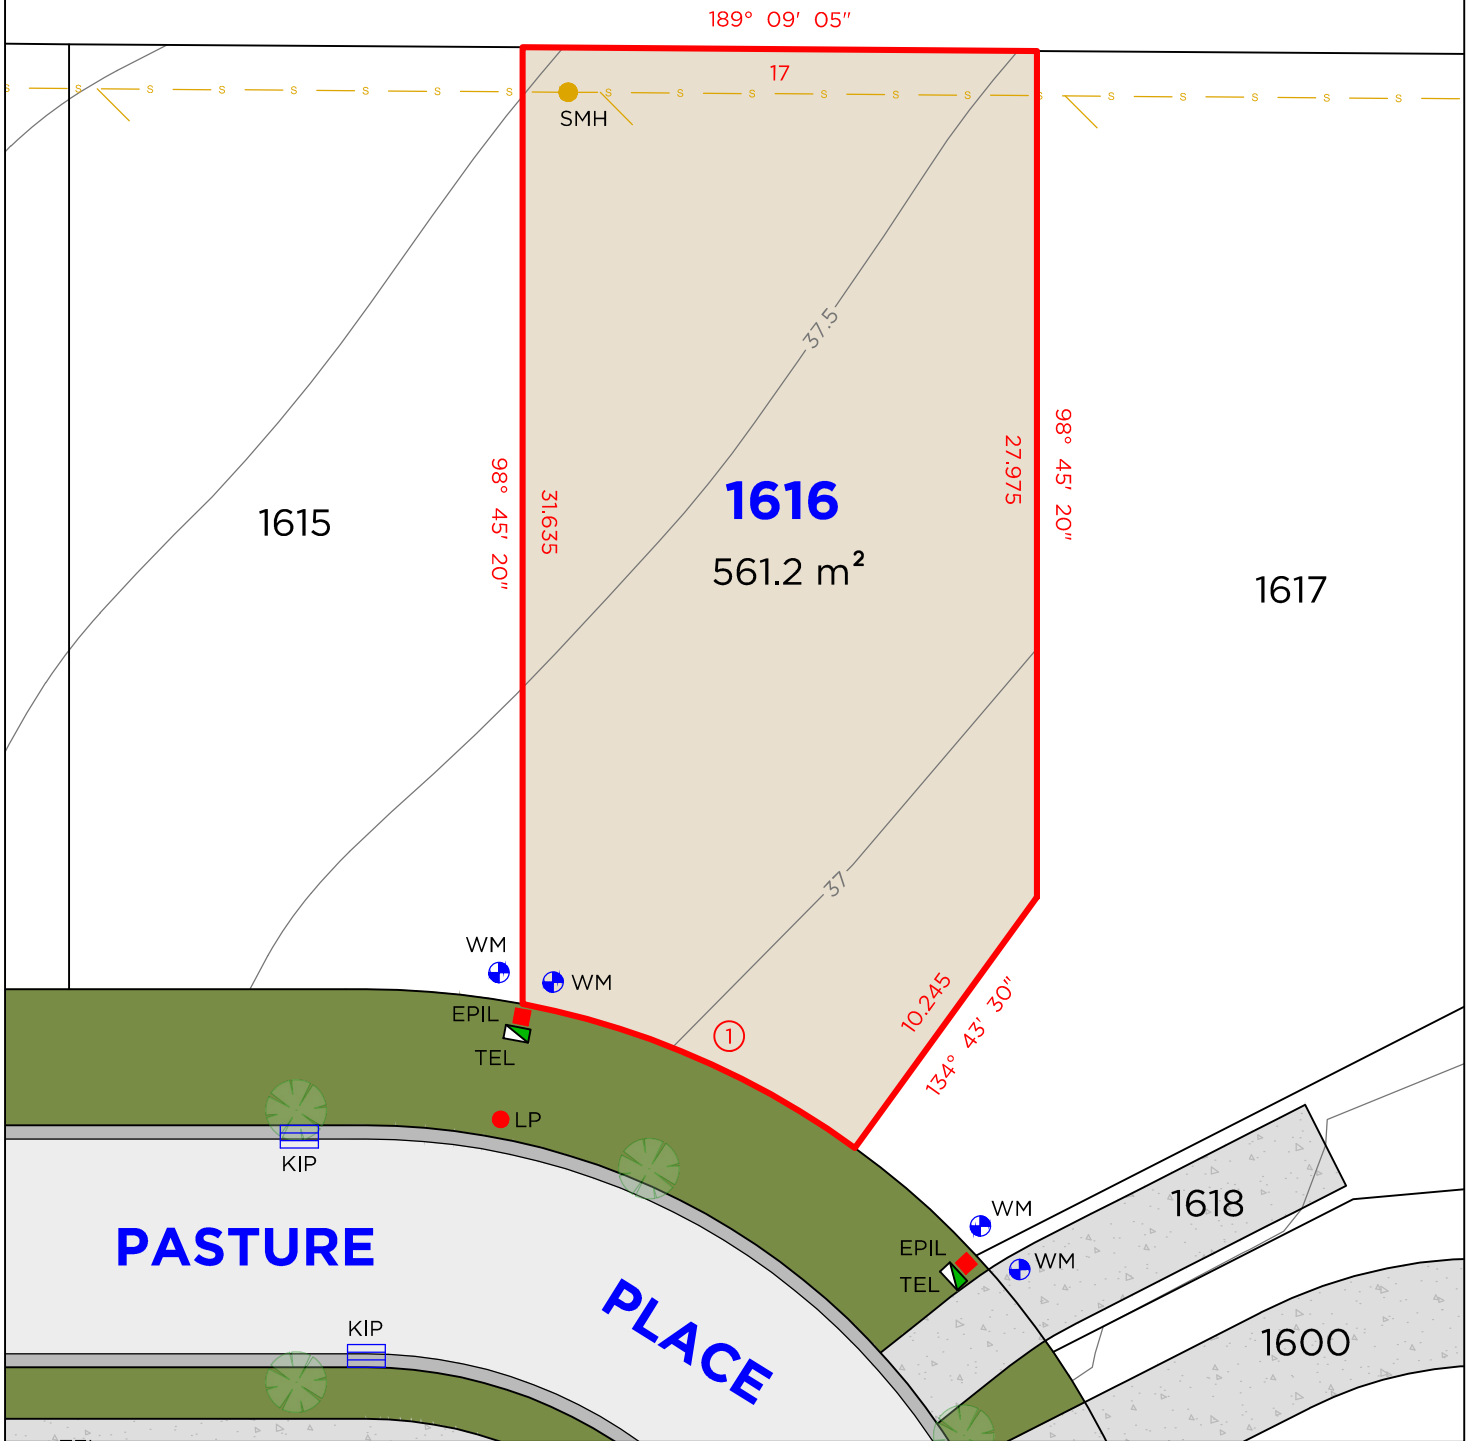 189° 09' 05"
17
s s s s s s s s s s s s s s s s s s s s
SMH
37.5
98° 45' 20"
27.975
98° 45' 20"
31.635
1616
561.2 m²
1615
1617
37
WM
WM
EPIL
TEL
1
10.245
134° 43' 30"
LP
KIP
WM
1618
EPIL
WM
TEL
PASTURE
PLACE
KIP
1600